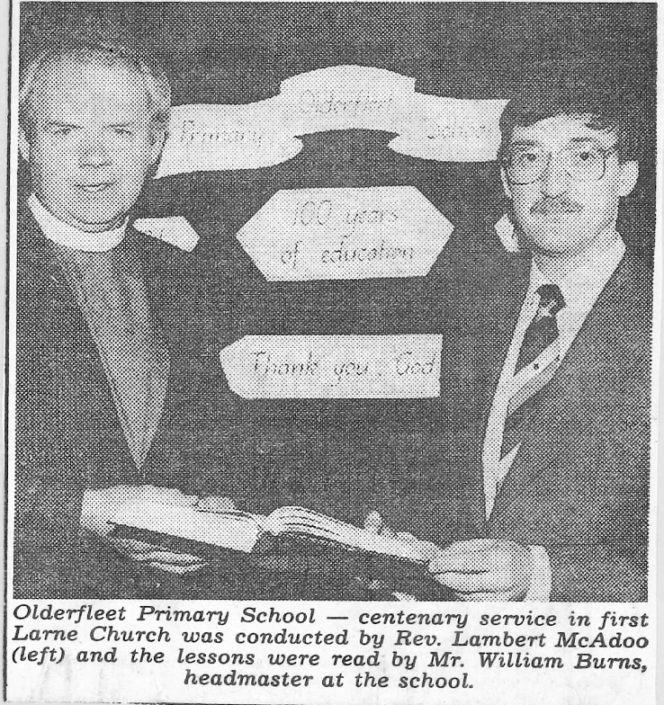 Olderfleet
Primary School
100 years
of education
Thank you God
Olderfleet Primary School — centenary service in first
Larne Church was conducted by Rev. Lambert McAdoo
(left) and the lessons were read by Mr. William Burns,
headmaster at the school.